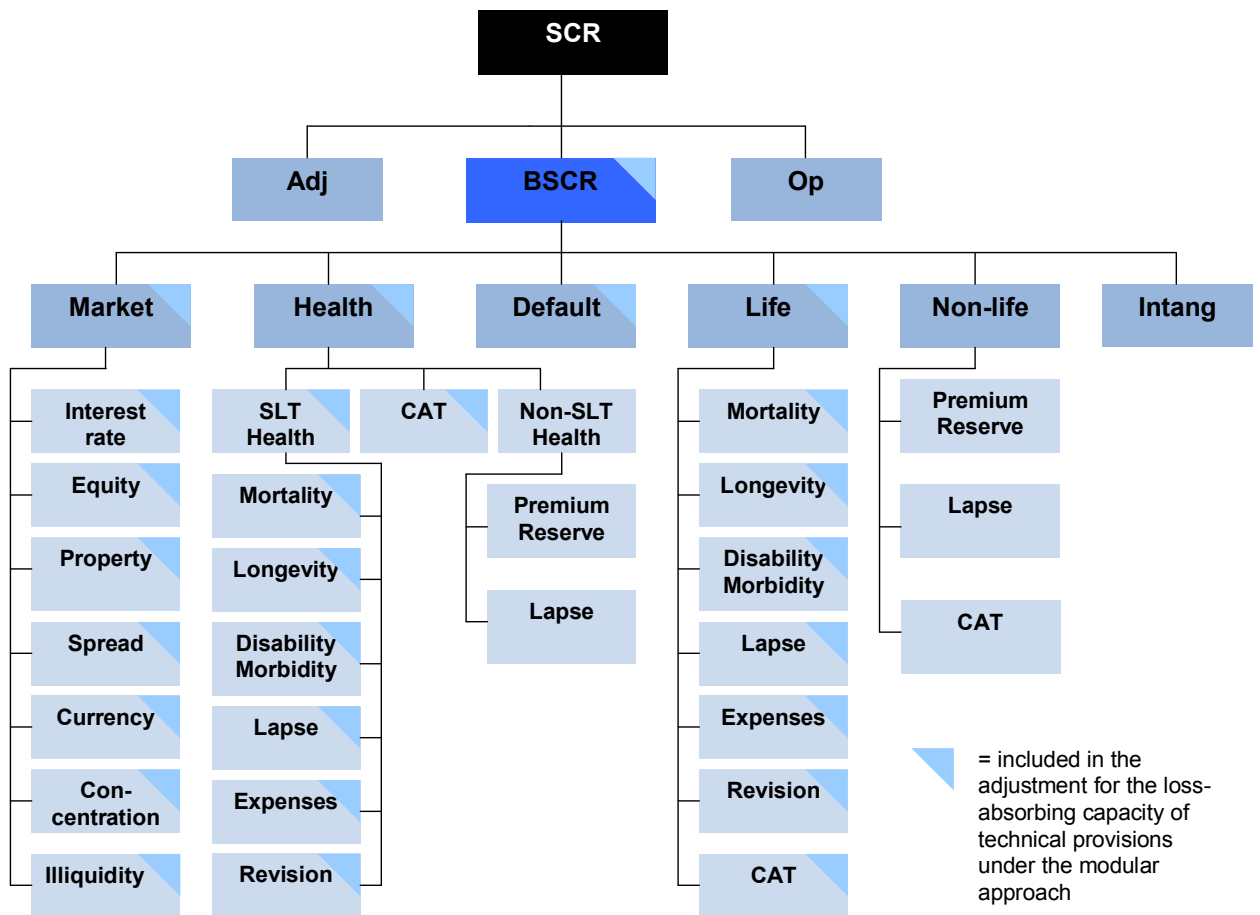 SCR
Adj
BSCR
Op
Market
Health
Default
Life
Non-life
Intang
Interest
rate
Equity
Property
Spread
Currency
Con-
centration
Illiquidity
SLT
Health
CAT
Non-SLT
Health
Mortality
Longevity
Disability
Morbidity
Lapse
Expenses
Revision
Premium
Reserve
Lapse
Mortality
Longevity
Disability
Morbidity
Lapse
Expenses
Revision
CAT
Premium
Reserve
Lapse
CAT
= included in the
adjustment for the loss-
absorbing capacity of
technical provisions
under the modular
approach